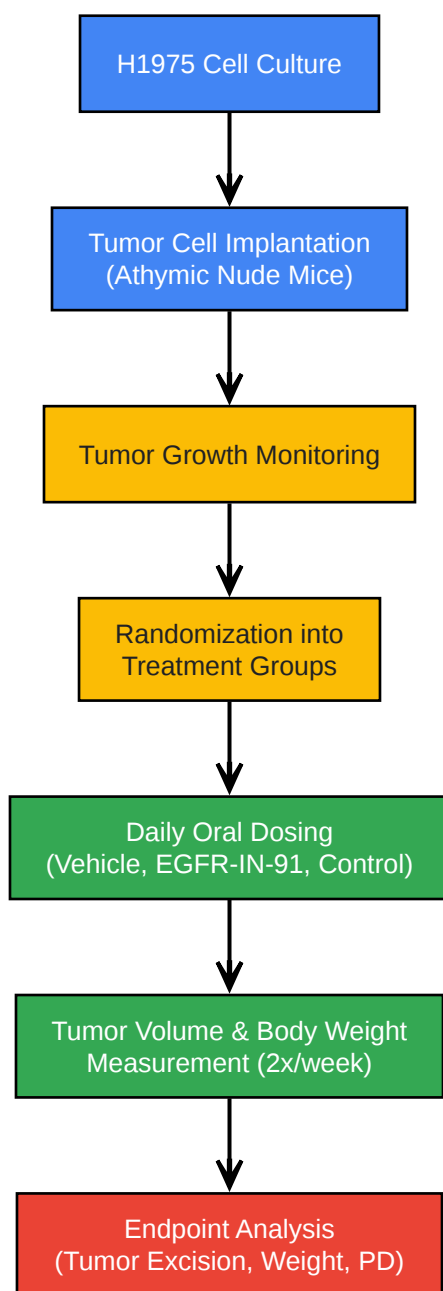 H1975 Cell Culture
Tumor Cell Implantation
(Athymic Nude Mice)
Tumor Growth Monitoring
Randomization into
Treatment Groups
Daily Oral Dosing
(Vehicle, EGFR-IN-91, Control)
Tumor Volume & Body Weight
Measurement (2x/week)
Endpoint Analysis
(Tumor Excision, Weight, PD)